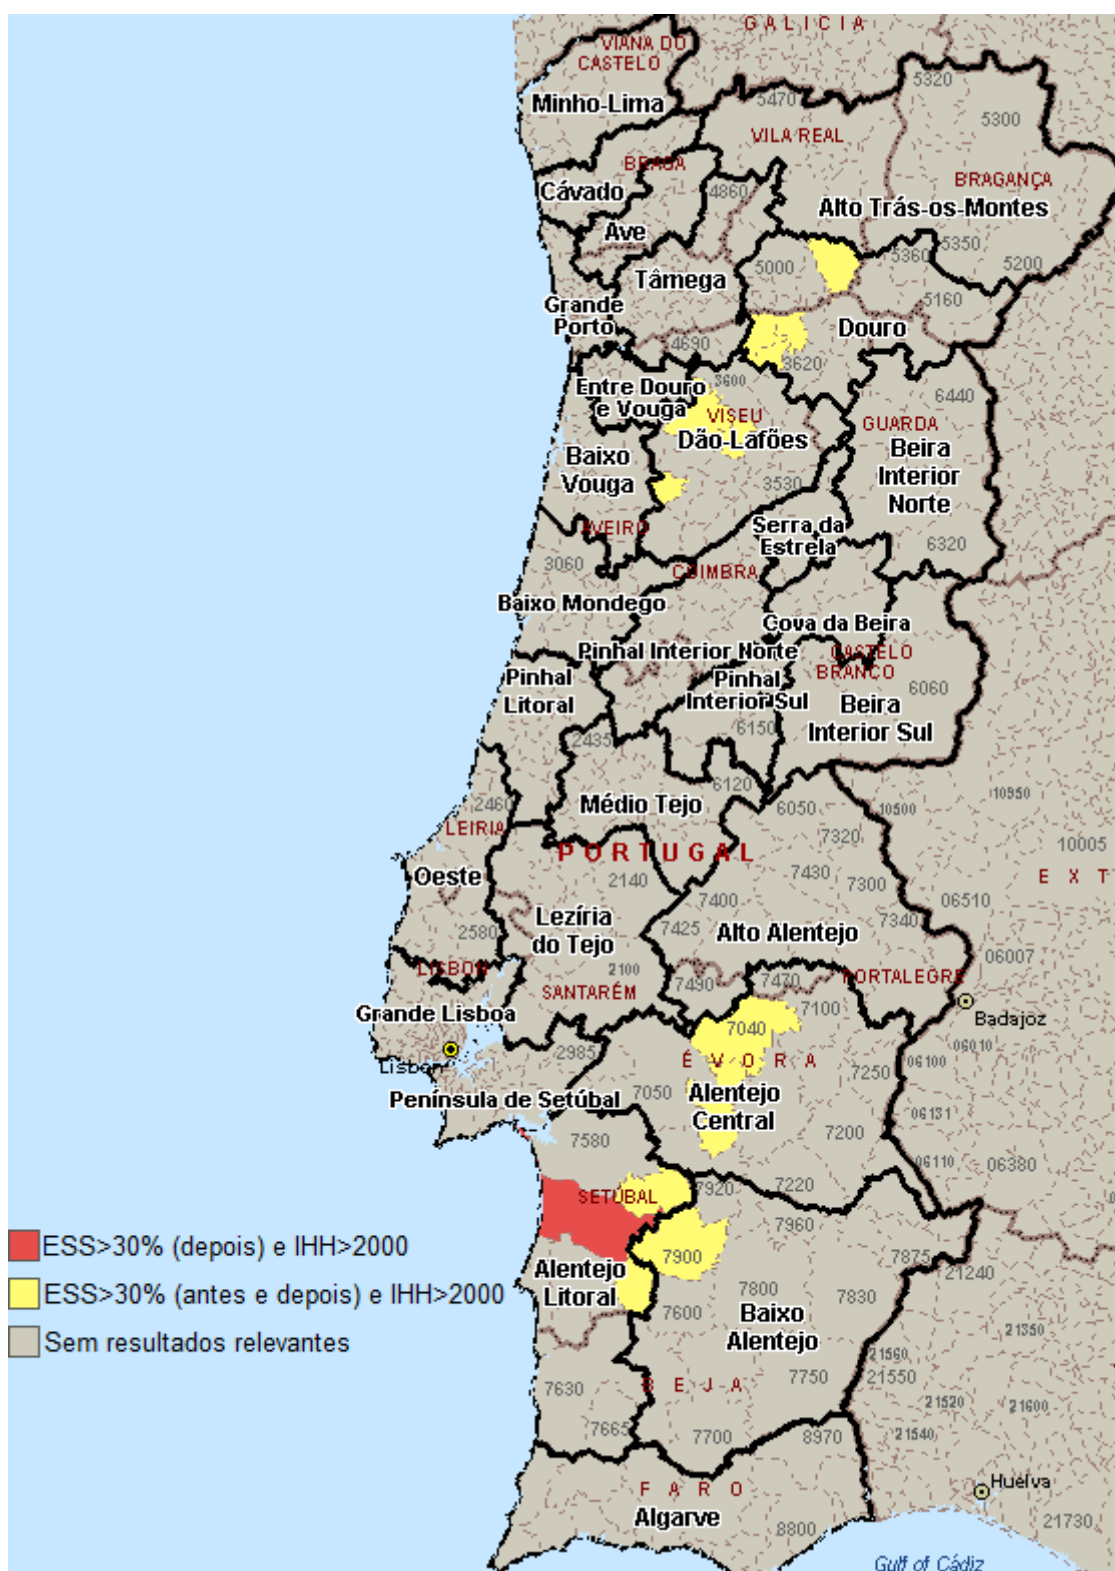 GALICIA
VIANA DO
CASTELO
Minho-Lima
5320
5470
5300
VILA REAL
BRAGA
BRAGANÇA
Cávado
4860
Alto Trás-os-Montes
Ave
5350
5360
5000
5200
Tâmega
5160
Grande
Porto
Douro
4690
3620
3600
Entre Douro
e Vouga
6440
VISEU
GUARDA
Dão-Lafões
Beira
Interior
Norte
Baixo
Vouga
3530
AVEIRO
Serra da
Estrela
6320
3060
COIMBRA
Baixo Mondego
Cova da Beira
Pinhal Interior Norte
CASTELO
BRANCO
Pinhal
Litoral
Pinhal
Interior Sul
6060
Beira
Interior Sul
6150
2435
6120
10950
2460
Médio Tejo
6050
10500
LEIRIA
7320
10005
PORTUGAL
Oeste
2140
7430
7300
EXT
7400
06510
Lezíria
do Tejo
7425
7340
2580
Alto Alentejo
06007
LISBON
2100
7490
7470
PORTALEGRE
SANTARÉM
7100
Grande Lisboa
7040
Badajoz
Lisbon
2985
06010
06100
ÉVORA
7250
Península de Setúbal
7050
Alentejo
Central
06131
7580
7200
06110
06380
SETÚBAL
7920
7220
7960
ESS>30% (depois) e IHH>2000
7900
7875
Alentejo
Litoral
21240
ESS>30% (antes e depois) e IHH>2000
7800
7830
7600
Baixo
Alentejo
21350
Sem resultados relevantes
21560
21550
7630
BEJA
7750
21520
21600
7665
7700
8970
21540
FARO
Huelva
Algarve
8800
21730
Gulf of Cádiz